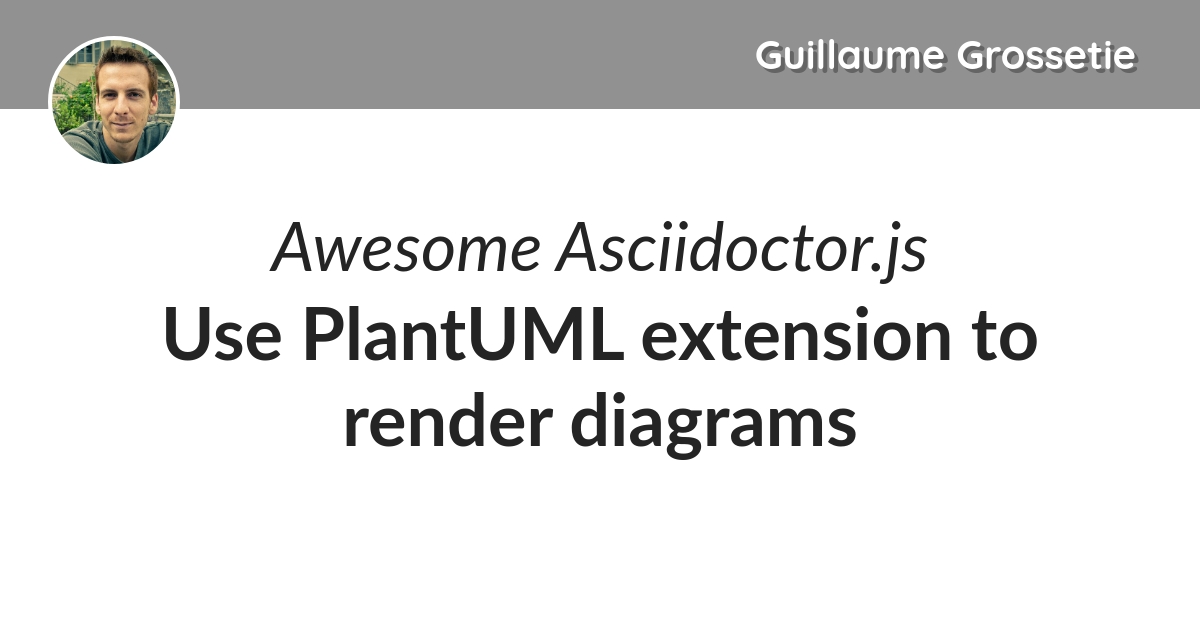 Guillaume Grossetie
Awesome Asciidoctor.js
Use PlantUML extension to
render diagrams